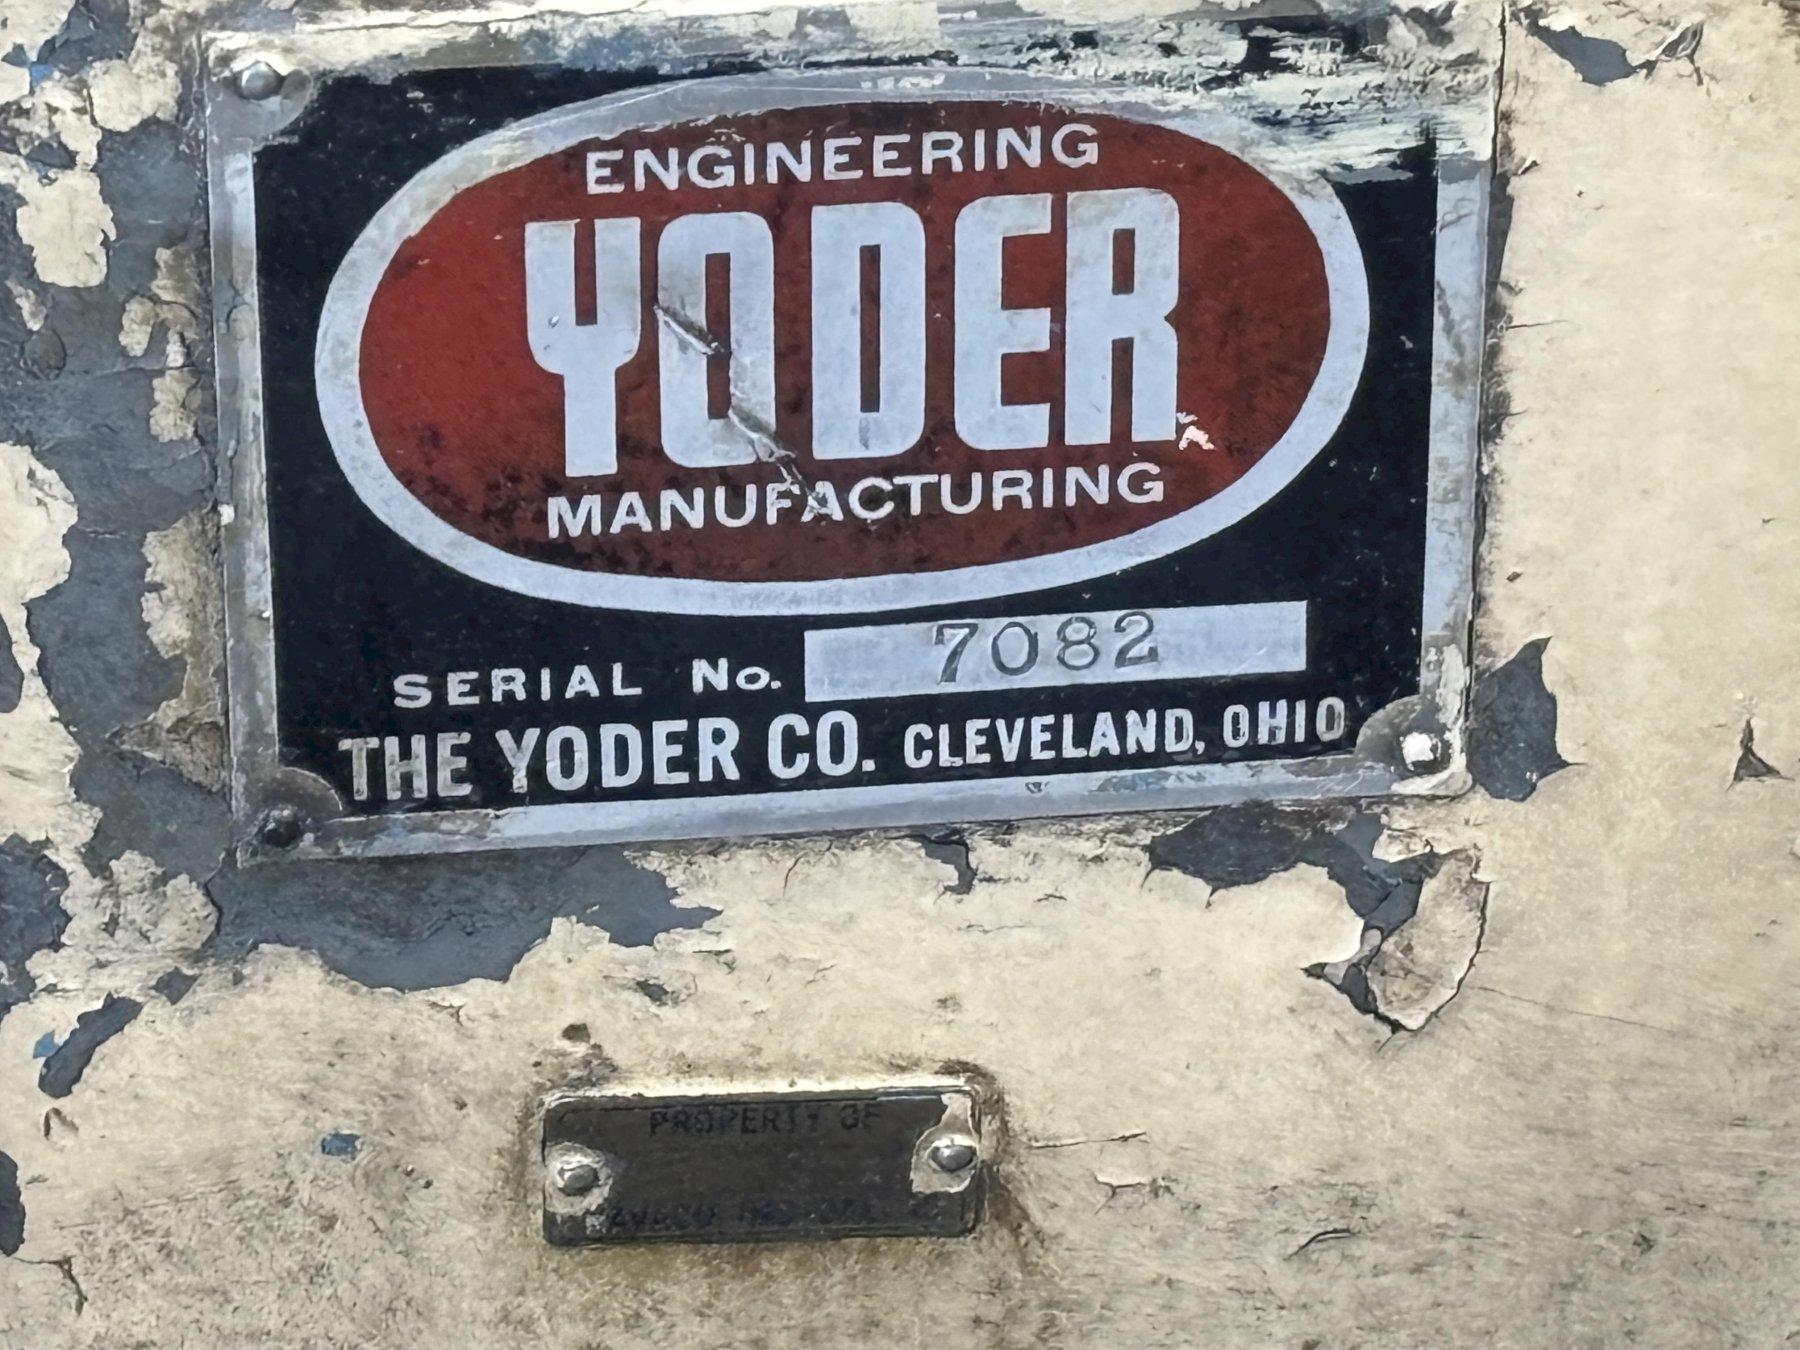 ENGINEERING
YODER
MANUFACTURING
SERIAL No. 7082
THE YODER CO. CLEVELAND, OHIO
PROPERTY OF